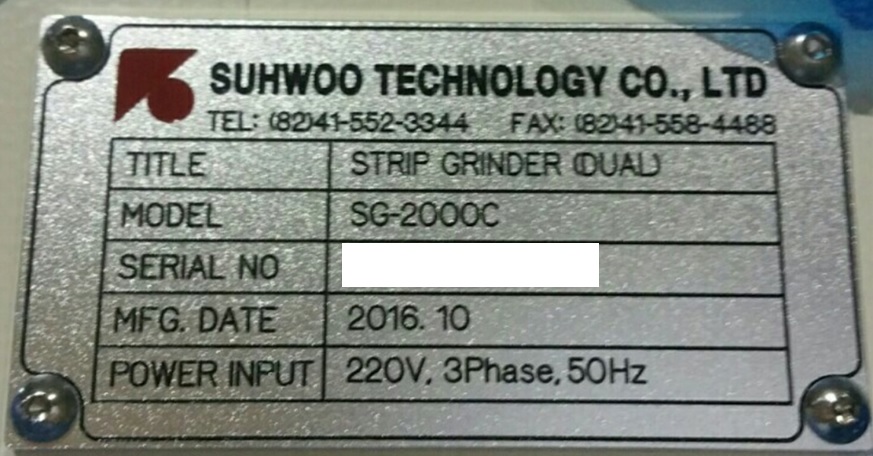 SUHWOO TECHNOLOGY CO., LTD
TEL: (82)41-552-3344 FAX: (82)41-558-4488
TITLE STRIP GRINDER (DUAL)
MODEL SG-2000C
SERIAL NO
MFG. DATE 2016. 10
POWER INPUT 220V, 3Phase, 50Hz